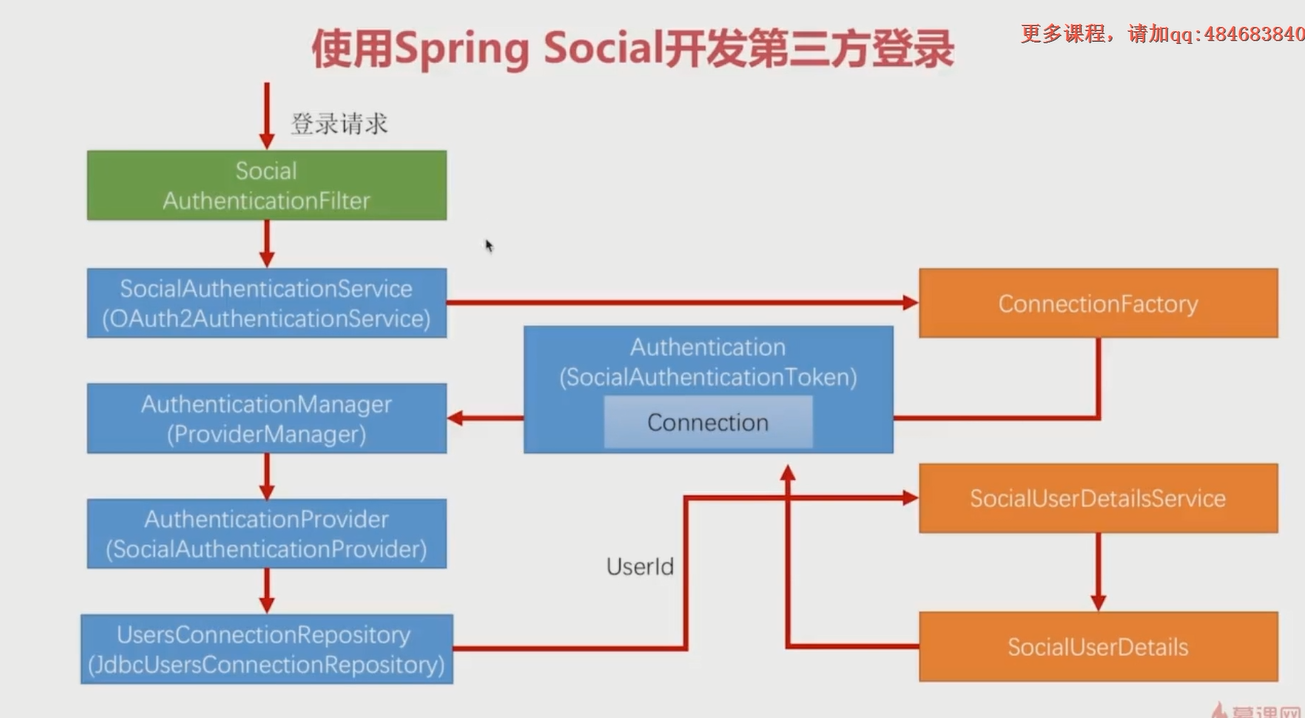 使用Spring Social开发第三方登录
更多课程，请加qq:484683840
登录请求
Social
AuthenticationFilter
SocialAuthenticationService
(OAuth2AuthenticationService)
ConnectionFactory
Authentication
(SocialAuthenticationToken)
Connection
AuthenticationManager
(ProviderManager)
AuthenticationProvider
(SocialAuthenticationProvider)
SocialUserDetailsService
UserId
UsersConnectionRepository
(JdbcUsersConnectionRepository)
SocialUserDetails
慕课网